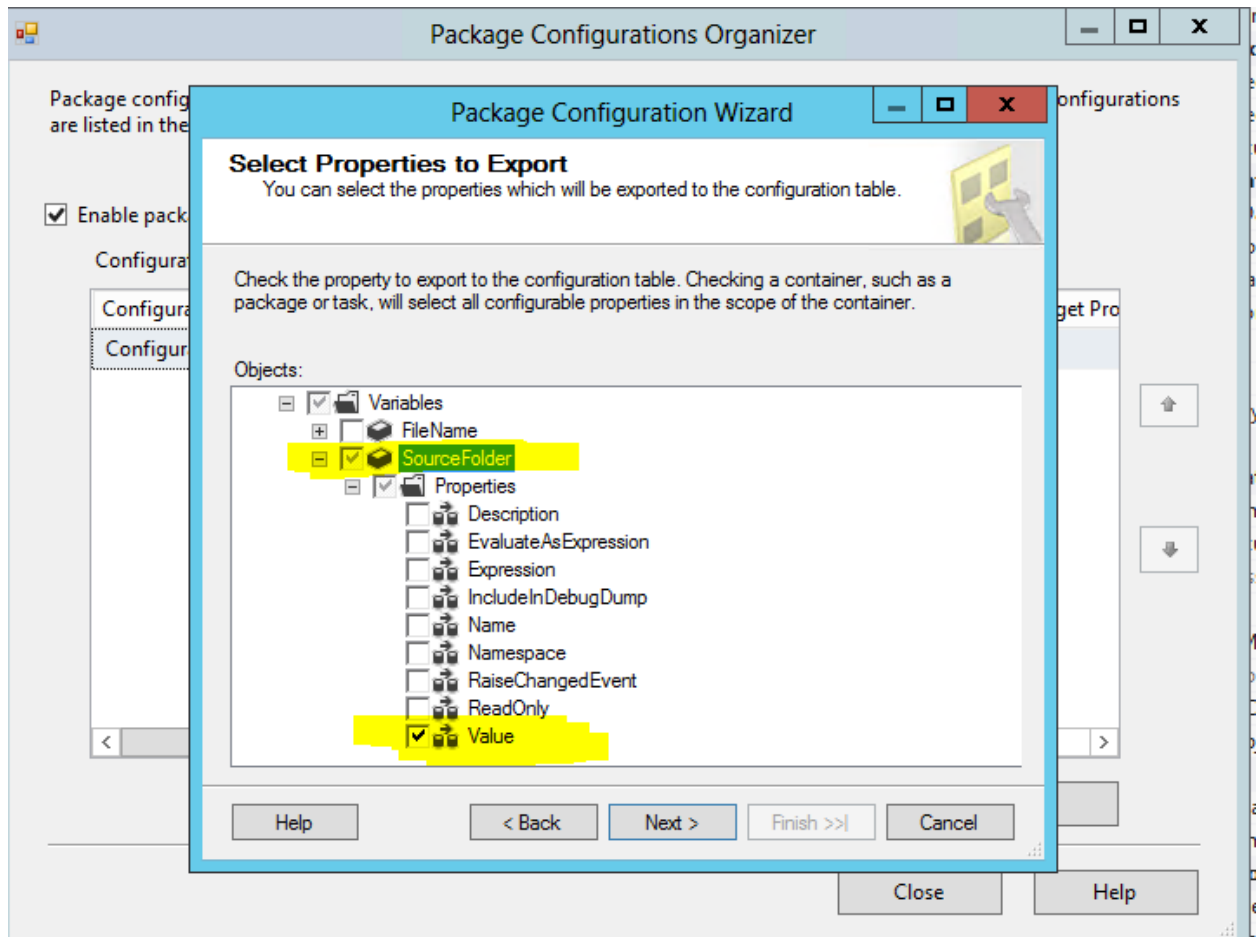 Package Configurations Organizer
Package config
onfigurations
are listed in the
Package Configuration Wizard
Select Properties to Export
You can select the properties which will be exported to the configuration table.
Enable pack
Configurat
Check the property to export to the configuration table. Checking a container, such as a
package or task, will select all configurable properties in the scope of the container.
Configura
get Pro
Configur
Objects:
Variables
FileName
SourceFolder
Properties
Description
EvaluateAsExpression
Expression
IncludeInDebugDump
Name
Namespace
RaiseChangedEvent
ReadOnly
Value
Help
< Back
Next >
Finish >>|
Cancel
Close
Help